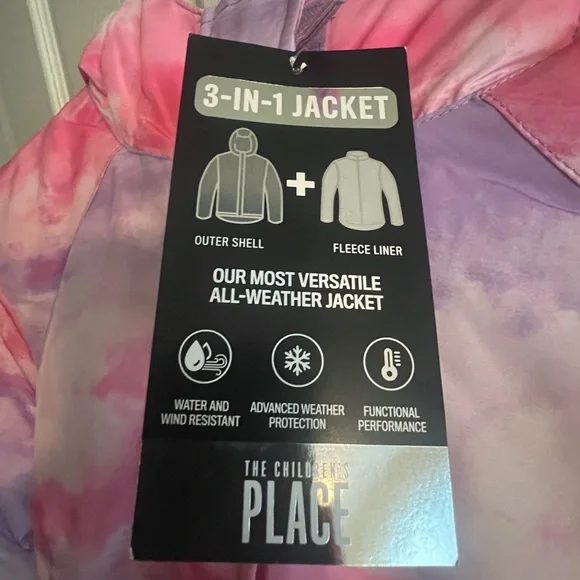 3-IN-1 JACKET
+
OUTER SHELL
FLEECE LINER
OUR MOST VERSATILE
ALL-WEATHER JACKET
WATER AND
WIND RESISTANT
ADVANCED WEATHER
PROTECTION
FUNCTIONAL
PERFORMANCE
THE CHILDREN'S
PLACE